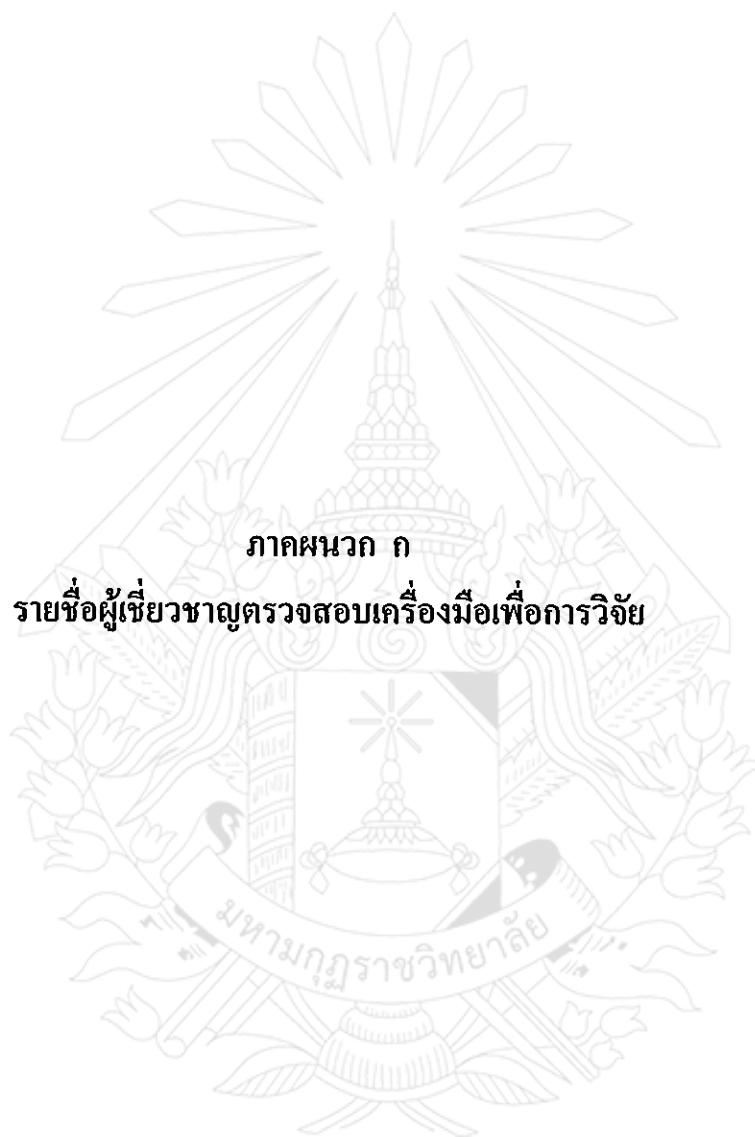 ภาคผนวก ก
รายชื่อผู้เชี่ยวชาญตรวจสอบเครื่องมือเพื่อการวิจัย
มหามกุฏราชวิทยาลัย